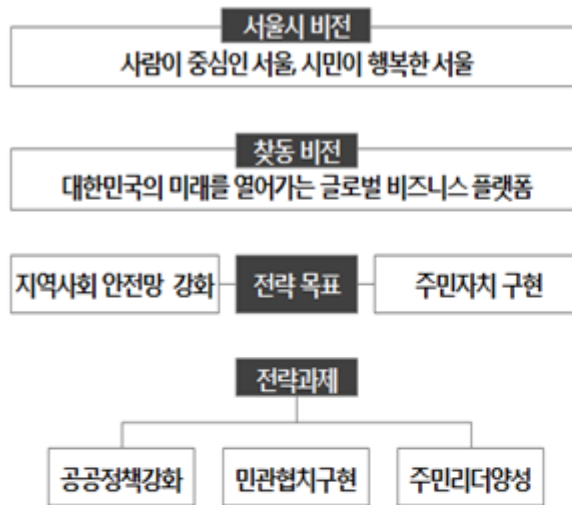 서울시 비전
사람이 중심인 서울, 시민이 행복한 서울
찾동 비전
대한민국의 미래를 열어가는 글로벌 비즈니스 플랫폼
지역사회 안전망 강화 전략 목표 주민자치 구현
전략과제
공공정책강화 민관협치구현 주민리더양성